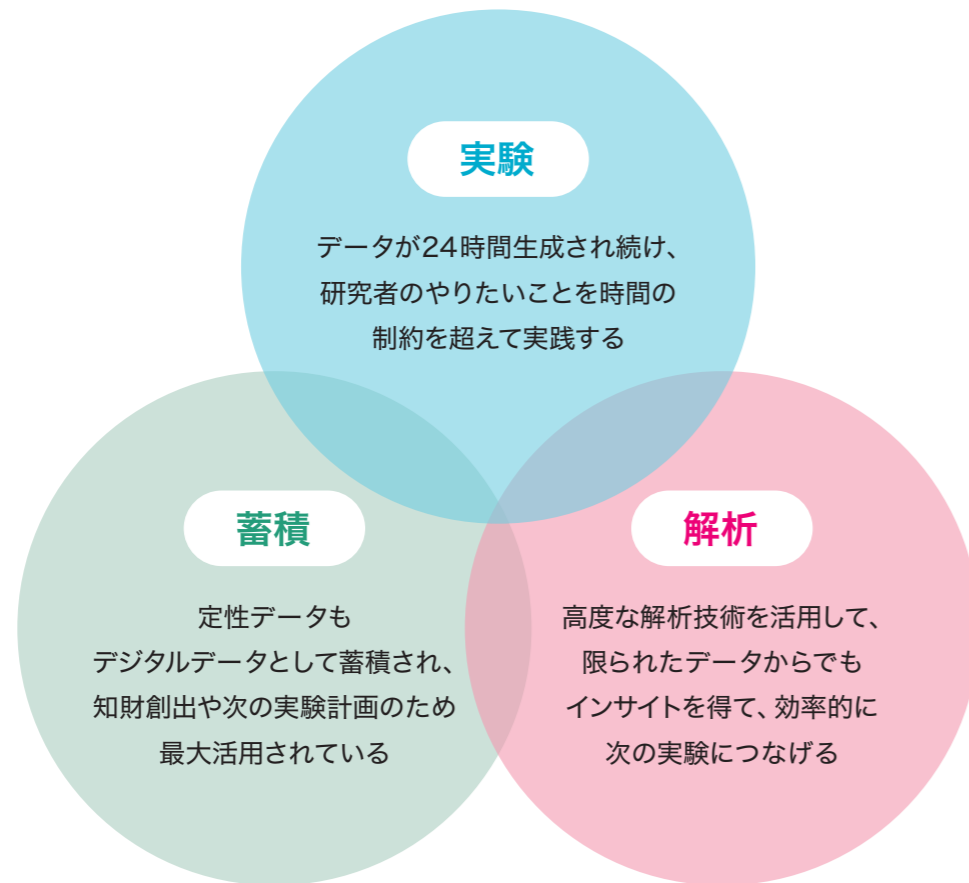 実験
データが24時間生成され続け、
研究者のやりたいことを時間の
制約を超えて実践する
蓄積
定性データも
デジタルデータとして蓄積され、
知財創出や次の実験計画のため
最大活用されている
解析
高度な解析技術を活用して、
限られたデータからでも
インサイトを得て、効率的に
次の実験につなげる